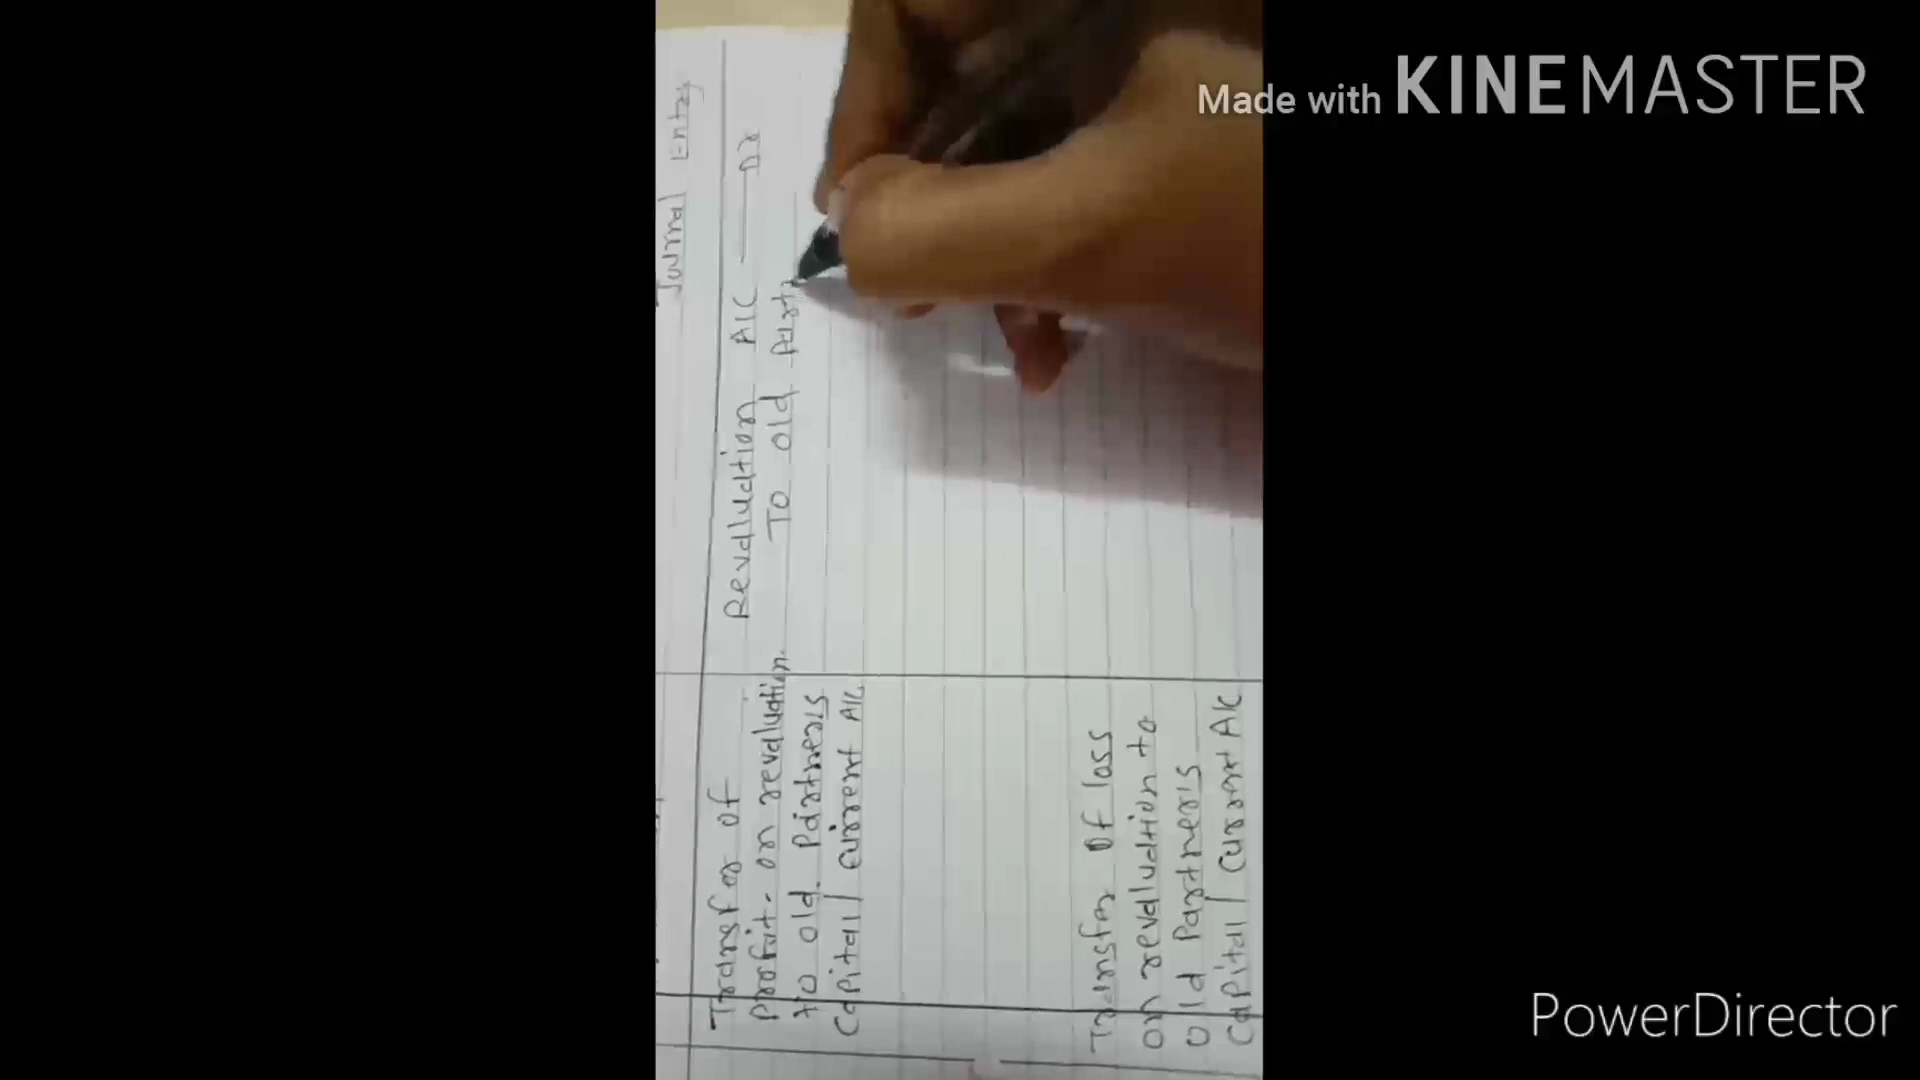 Made with KINEMASTER
Journal Entry
Transfer of
profit- on revaluation
to old Partner's
Capital / Current A/c
Revaluation A/C —— Dr
To Old Partn
Transfer of loss
on revaluation to
old Partner's
Capital / Current A/C
PowerDirector